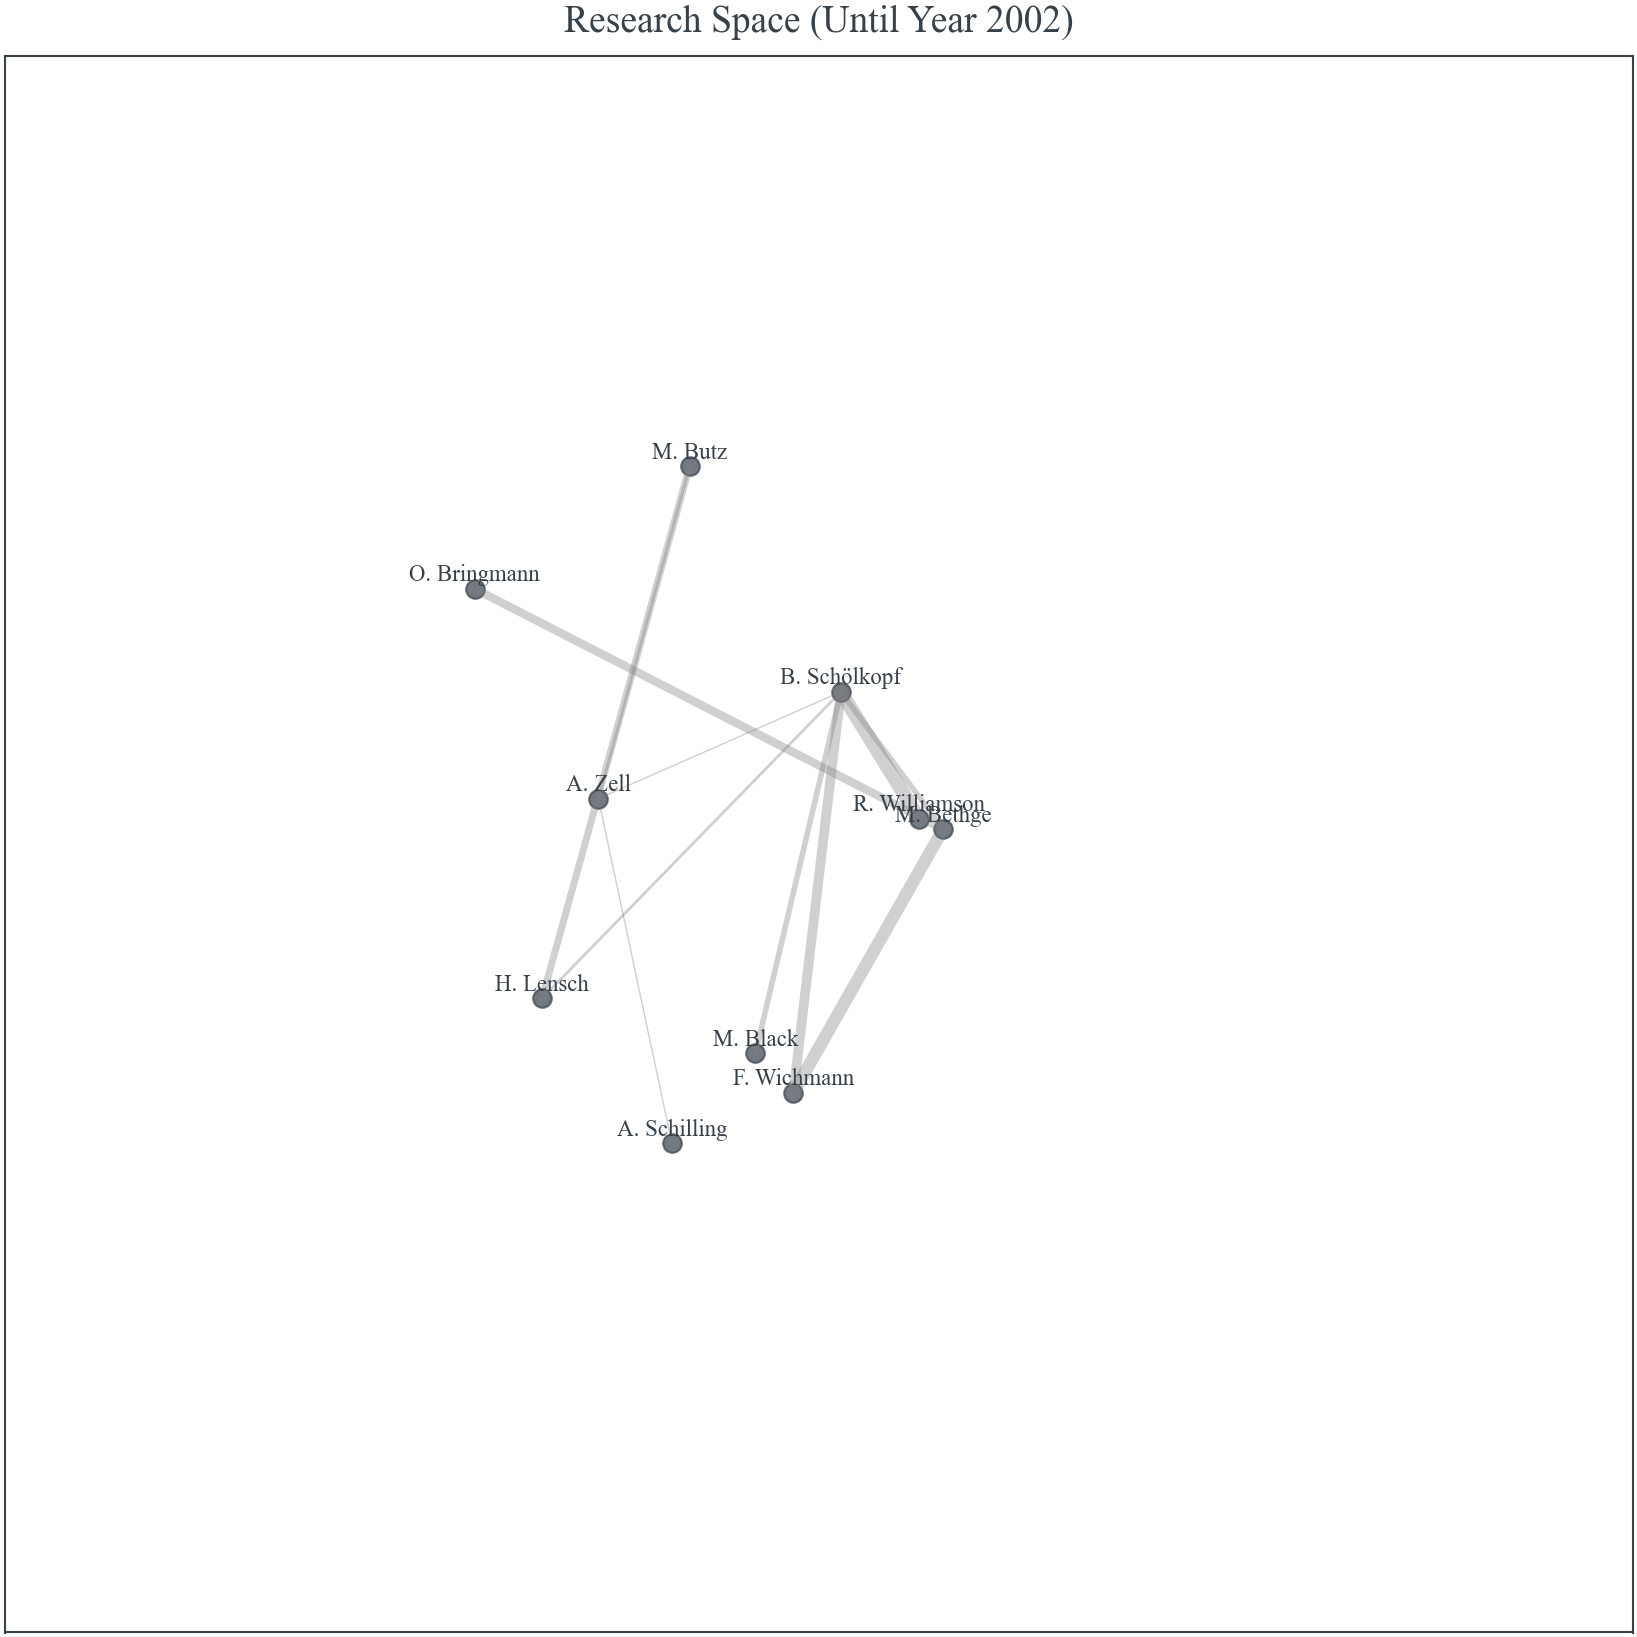 Research Space (Until Year 2002)
M. Butz
O. Bringmann
B. Schölkopf
A. Zell
R. Williamson
M. Bethge
H. Lensch
M. Black
F. Wichmann
A. Schilling